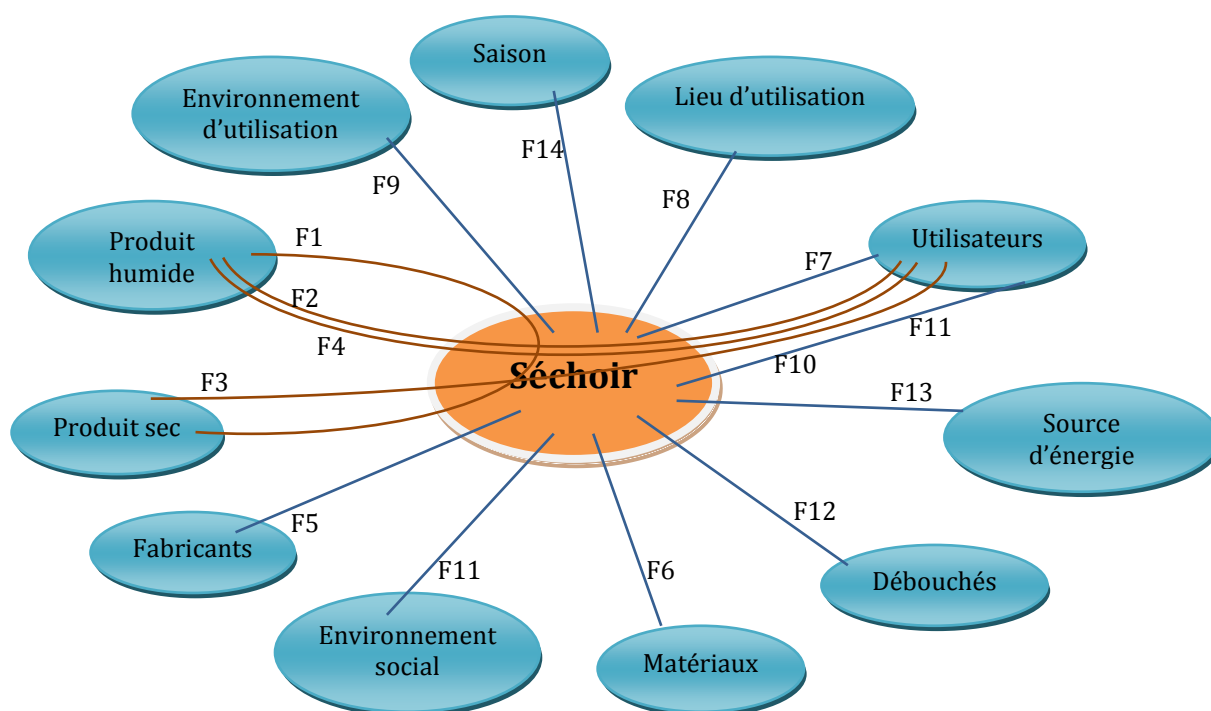 Saison
Environnement
d'utilisation
Lieu d'utilisation
F14
F9
F8
Produit
humide
F1
Utilisateurs
F7
F2
F4
F11
F10
Séchoir
F3
F13
Produit sec
Source
d'énergie
F5
F12
Fabricants
F11
F6
Débouchés
Environnement
social
Matériaux